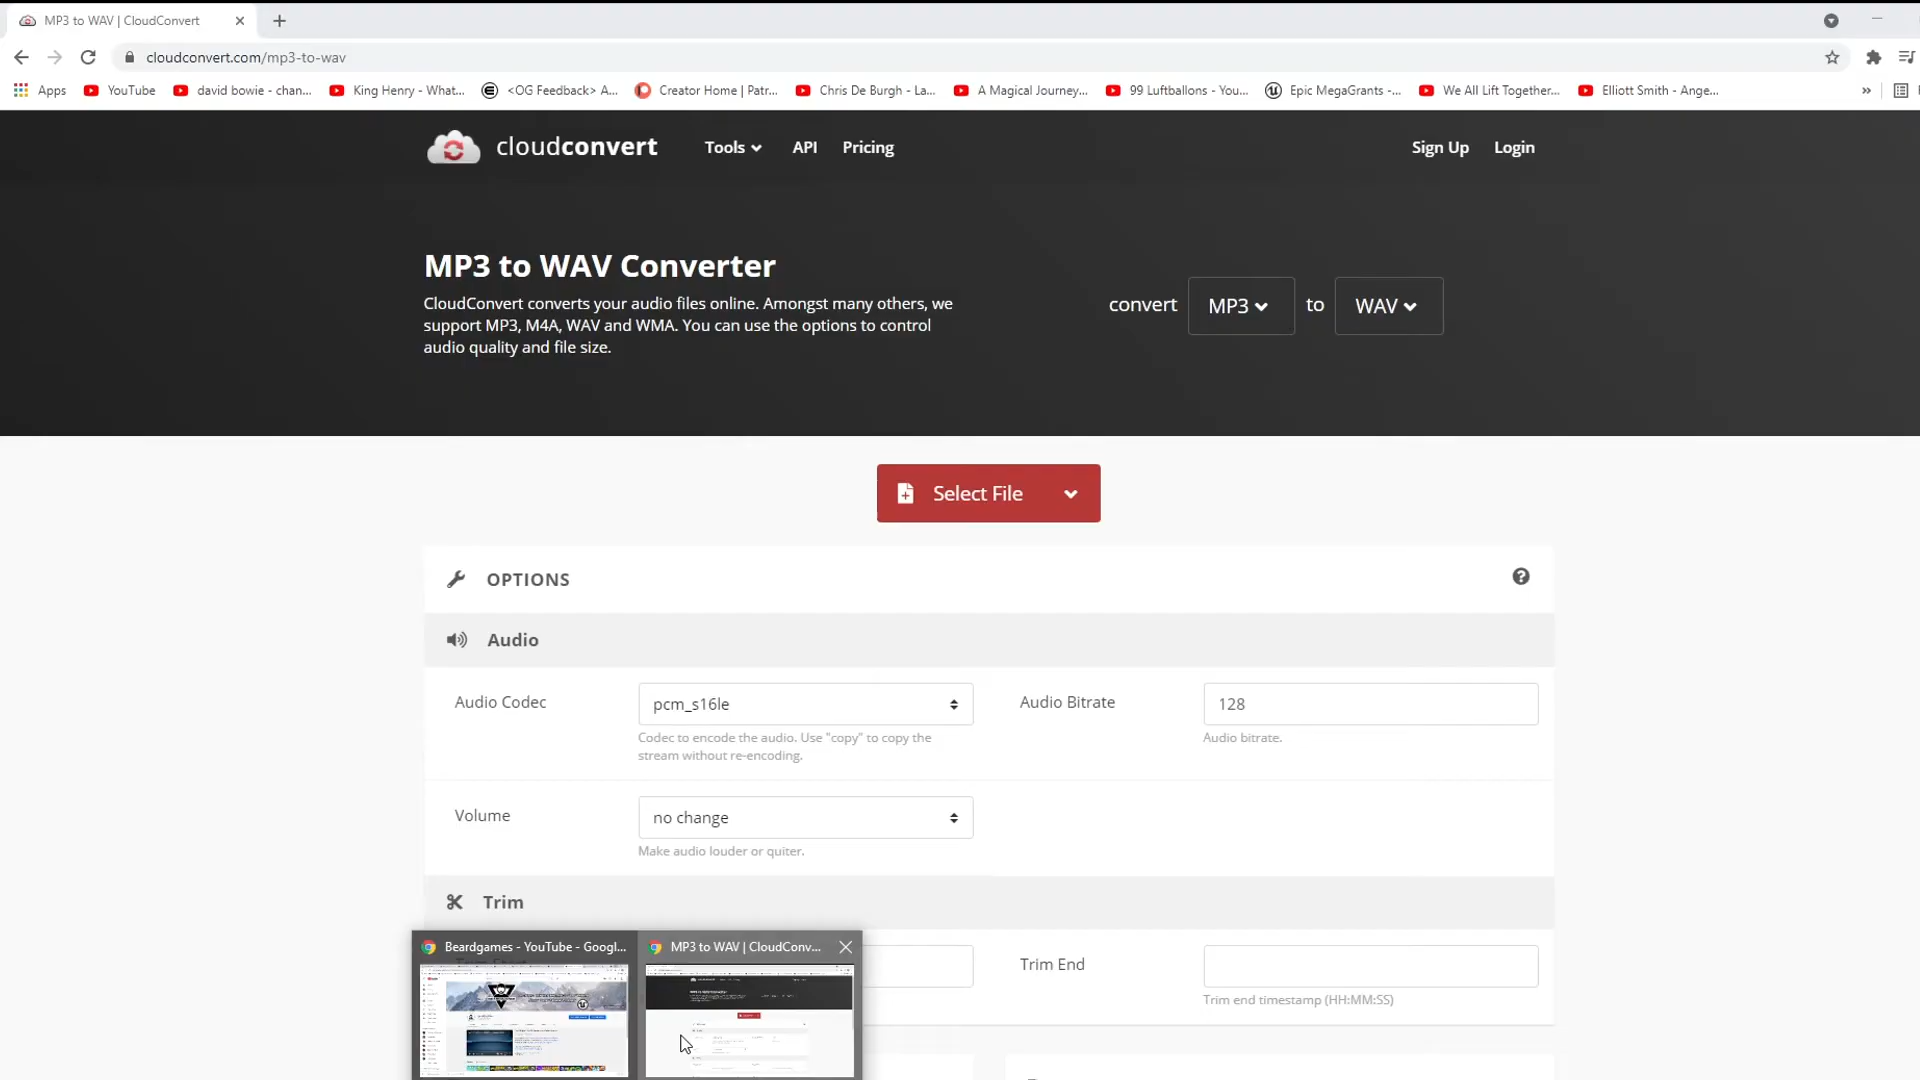 MP3 to WAV | CloudConvert
cloudconvert.com/mp3-to-wav
Apps YouTube david bowie - chan... King Henry - What... <OG Feedback> A... Creator Home | Patr... Chris De Burgh - La... A Magical Journey... 99 Luftballons - You... Epic MegaGrants -... We All Lift Together... Elliott Smith - Ange... »
cloudconvert Tools API Pricing Sign Up Login
MP3 to WAV Converter
CloudConvert converts your audio files online. Amongst many others, we
support MP3, M4A, WAV and WMA. You can use the options to control
audio quality and file size.
convert MP3 to WAV
Select File
OPTIONS
Audio
Audio Codec pcm_s16le Audio Bitrate 128
Codec to encode the audio. Use "copy" to copy the
stream without re-encoding.
Audio bitrate.
Volume no change
Make audio louder or quiter.
Trim
Beardgames - YouTube - Googl... MP3 to WAV | CloudConv...
Trim End
Trim end timestamp (HH:MM:SS)